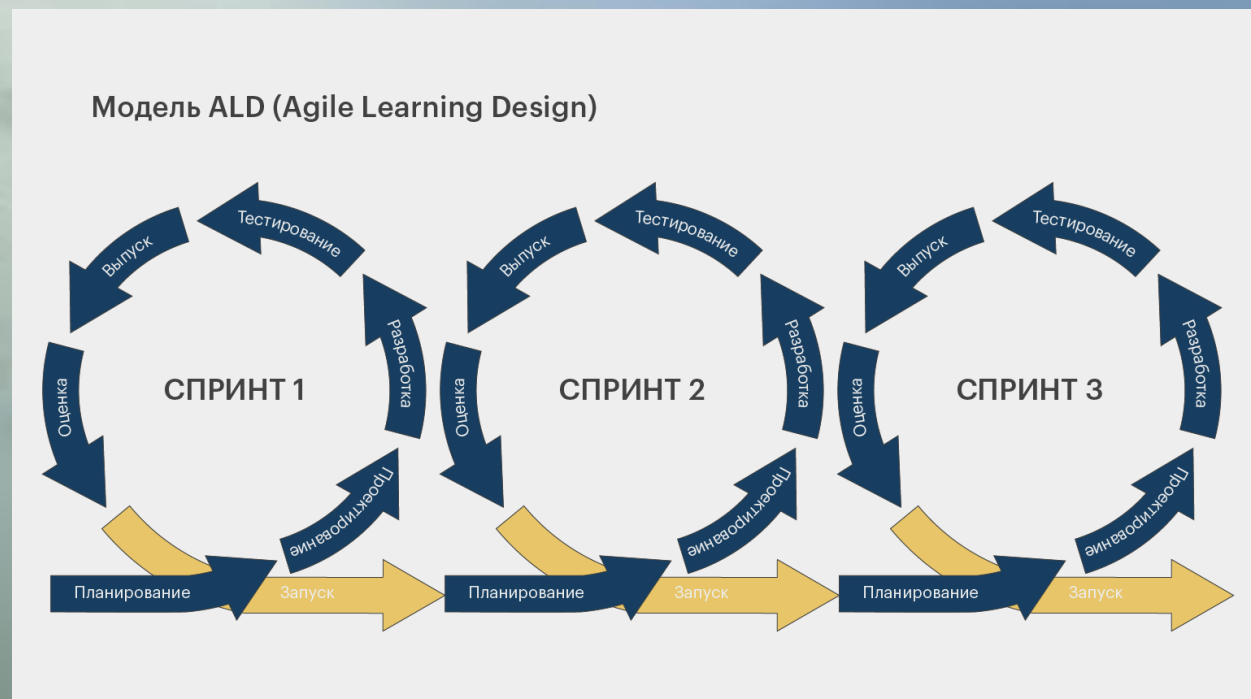 Модель ALD (Agile Learning Design)
СПРИНТ 1
Планирование
Проектирование
Разработка
Тестирование
Выпуск
Оценка
Запуск
СПРИНТ 2
Планирование
Проектирование
Разработка
Тестирование
Выпуск
Оценка
Запуск
СПРИНТ 3
Планирование
Проектирование
Разработка
Тестирование
Выпуск
Оценка
Запуск